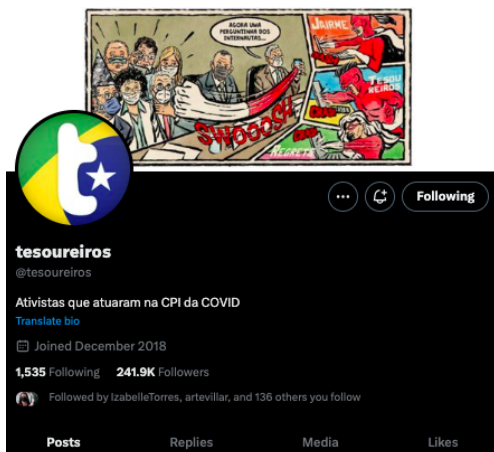 AGORA UMA
PERGUNTINHA DOS
INTERNAUTAS...
JAIRME
TESOU
REIROS
SWOOOSH
REGRETE
t
Following
tesoureiros
@tesoureiros
Ativistas que atuaram na CPI da COVID
Translate bio
Joined December 2018
1,535 Following 241.9K Followers
Followed by IzabelleTorres, artevillar, and 136 others you follow
Posts Replies Media Likes